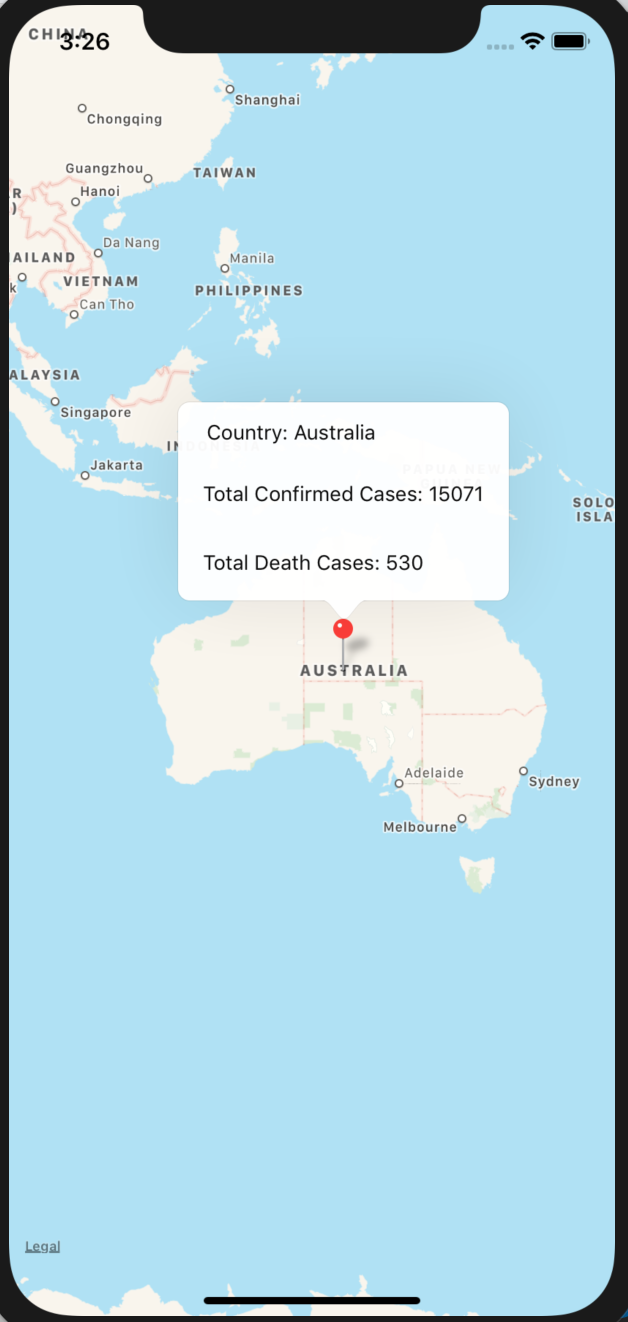 CHINA
3:26
Shanghai
Chongqing
Guangzhou
TAIWAN
Hanoi
R
)
Da Nang
AILAND
Manila
VIETNAM
k
PHILIPPINES
Can Tho
ALAYSIA
Singapore
Country: Australia
INDONESIA
Jakarta
PAPUA NEW
GUINEA
Total Confirmed Cases: 15071
SOLO
ISLA
Total Death Cases: 530
AUSTRALIA
Adelaide
Sydney
Melbourne
Legal